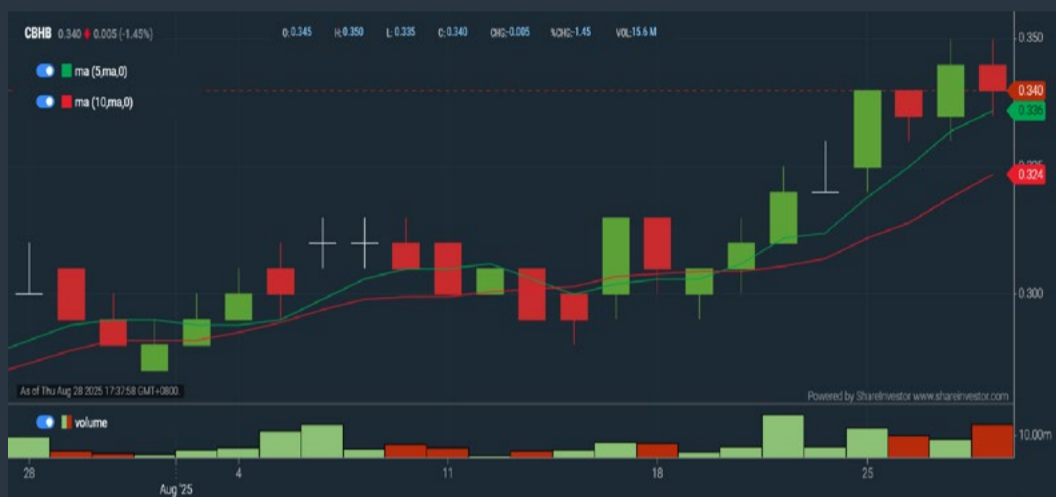 CBHB 0.340 0.005 (-1.45%) O:0.345 H:0.350 L:0.335 C:0.340 CHG:-0.005 %CHG:-1.45 VOL:15.6 M
ma (5,ma,0)
ma (10,ma,0)
0.350
0.340
0.336
0.325
0.324
0.300
As of Thu Aug 28 2025 17:37:58 GMT+0800.
Powered by ShareInvestor www.shareinvestor.com
volume
10.00m
28 4 11 18 25
Aug '25